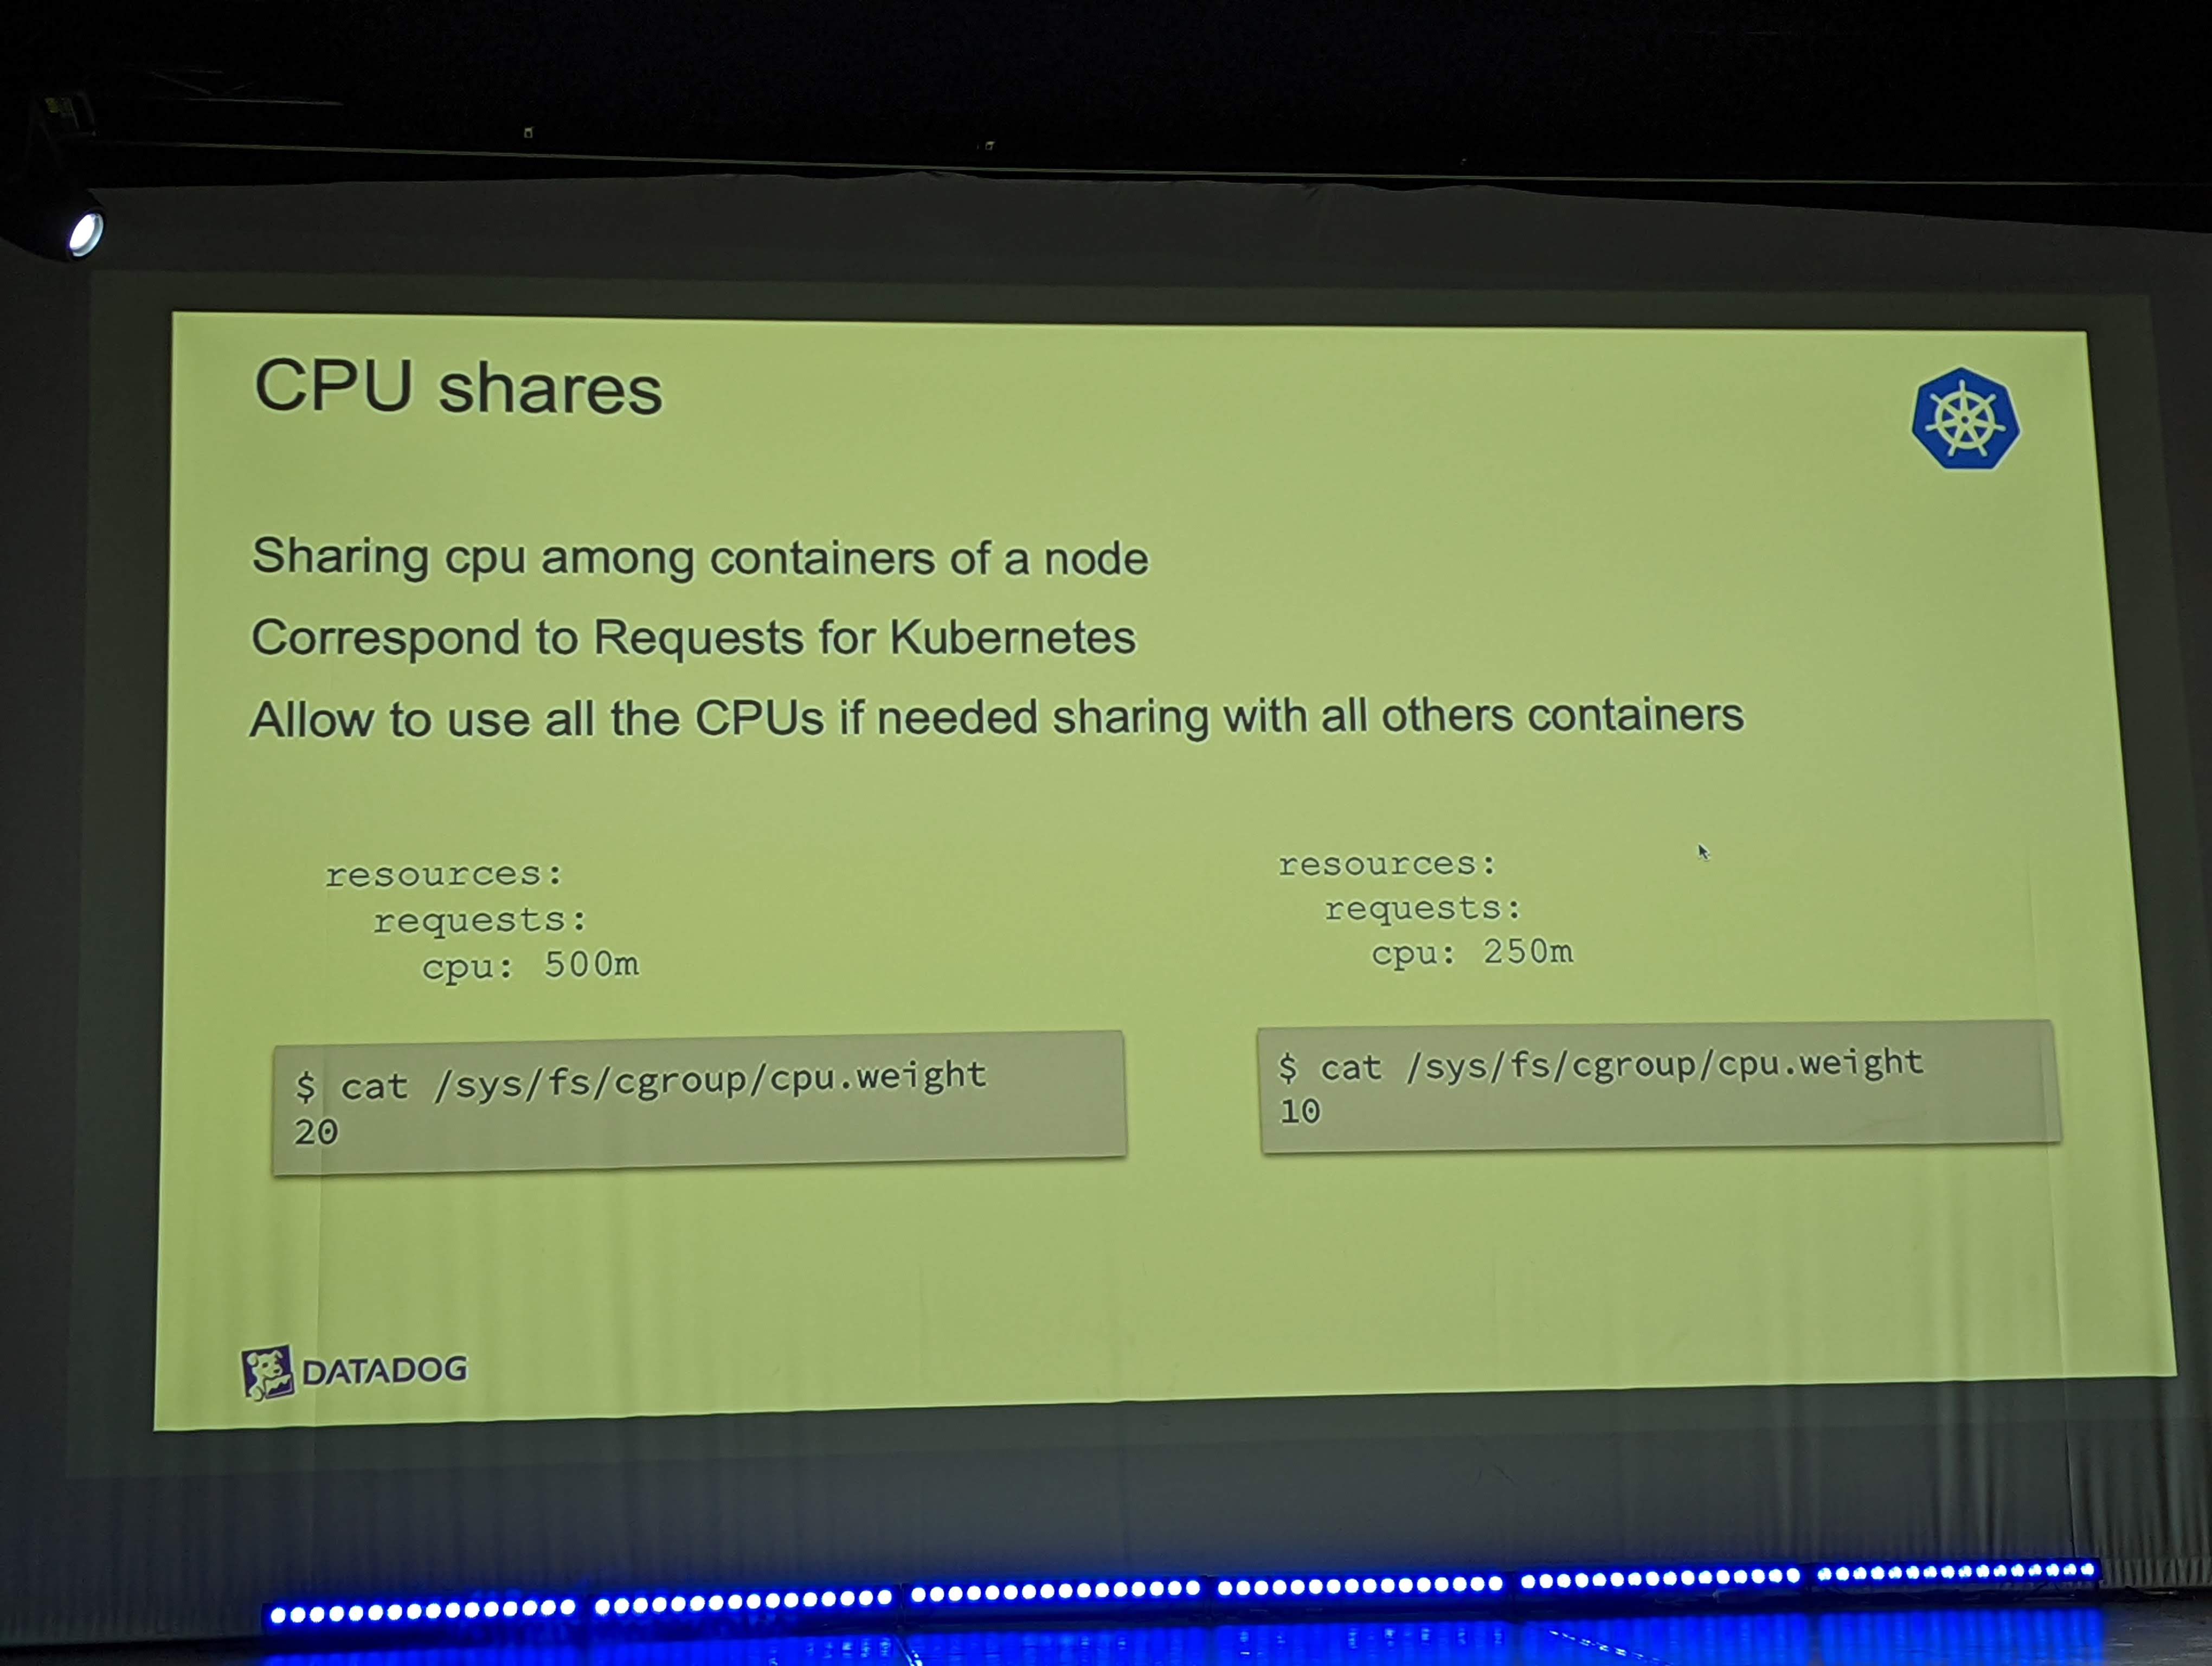 CPU shares
Sharing cpu among containers of a node
Correspond to Requests for Kubernetes
Allow to use all the CPUs if needed sharing with all others containers
resources:
  requests:
    cpu: 500m
$ cat /sys/fs/cgroup/cpu.weight
20
resources:
  requests:
    cpu: 250m
$ cat /sys/fs/cgroup/cpu.weight
10
DATADOG